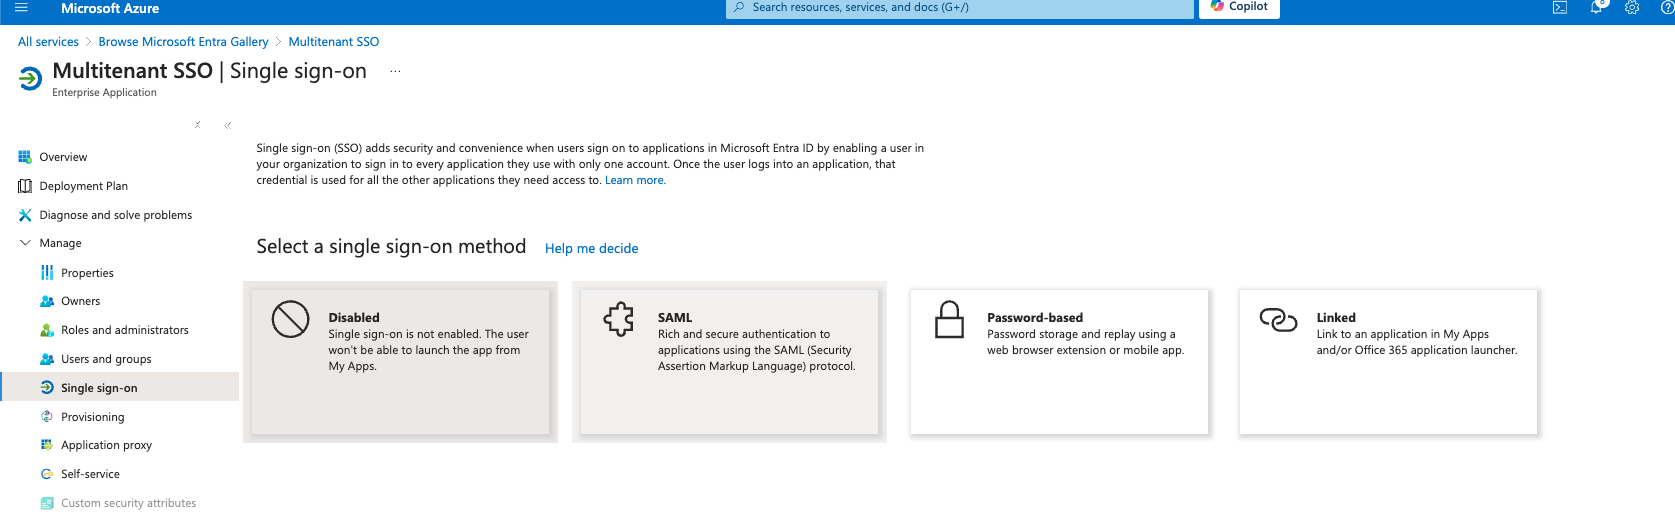 Microsoft Azure
Search resources, services, and docs (G+/)
Copilot
All services > Browse Microsoft Entra Gallery > Multitenant SSO
Multitenant SSO | Single sign-on ...
Enterprise Application
Overview
Deployment Plan
Diagnose and solve problems
Manage
Properties
Owners
Roles and administrators
Users and groups
Single sign-on
Provisioning
Application proxy
Self-service
Custom security attributes
Single sign-on (SSO) adds security and convenience when users sign on to applications in Microsoft Entra ID by enabling a user in
your organization to sign in to every application they use with only one account. Once the user logs into an application, that
credential is used for all the other applications they need access to. Learn more.
Select a single sign-on method Help me decide
Disabled
Single sign-on is not enabled. The user
won't be able to launch the app from
My Apps.
SAML
Rich and secure authentication to
applications using the SAML (Security
Assertion Markup Language) protocol.
Password-based
Password storage and replay using a
web browser extension or mobile app.
Linked
Link to an application in My Apps
and/or Office 365 application launcher.